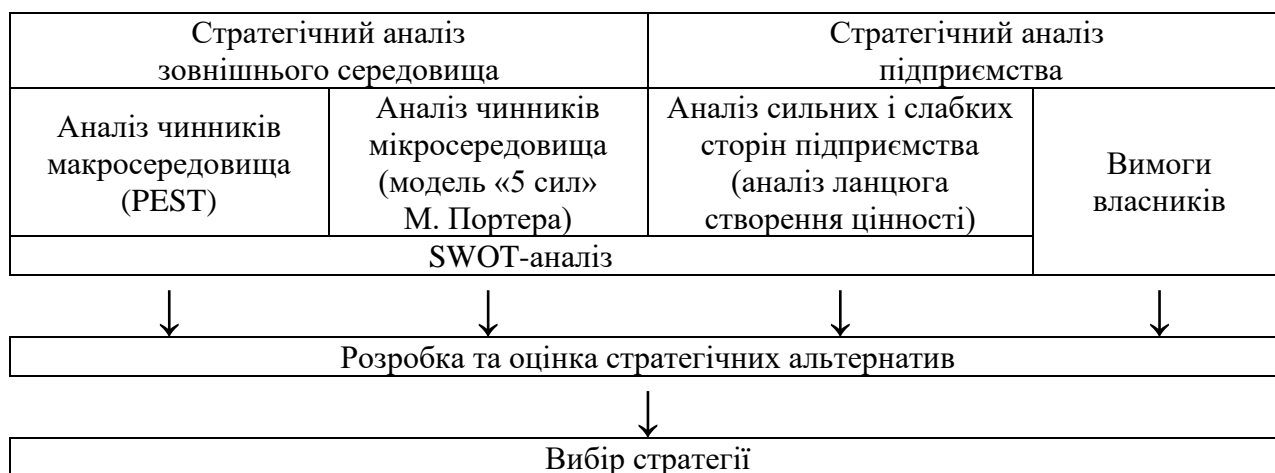 Стратегічний аналіз
зовнішнього середовища
Стратегічний аналіз
підприємства
Аналіз чинників
макросередовища
(PEST)
Аналіз чинників
мікросередовища
(модель «5 сил»
М. Портера)
Аналіз сильних і слабких
сторін підприємства
(аналіз ланцюга
створення цінності)
Вимоги
власників
SWOT-аналіз
Розробка та оцінка стратегічних альтернатив
Вибір стратегії